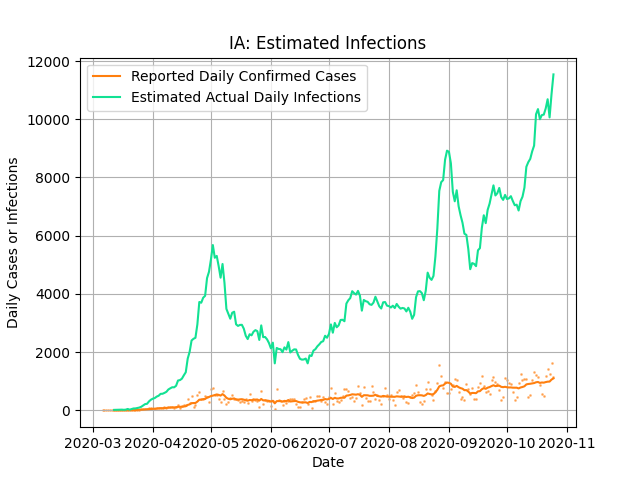 IA: Estimated Infections
Reported Daily Confirmed Cases
Estimated Actual Daily Infections
Daily Cases or Infections
12000
10000
8000
6000
4000
2000
0
2020-03 2020-04 2020-05 2020-06 2020-07 2020-08 2020-09 2020-10 2020-11
Date